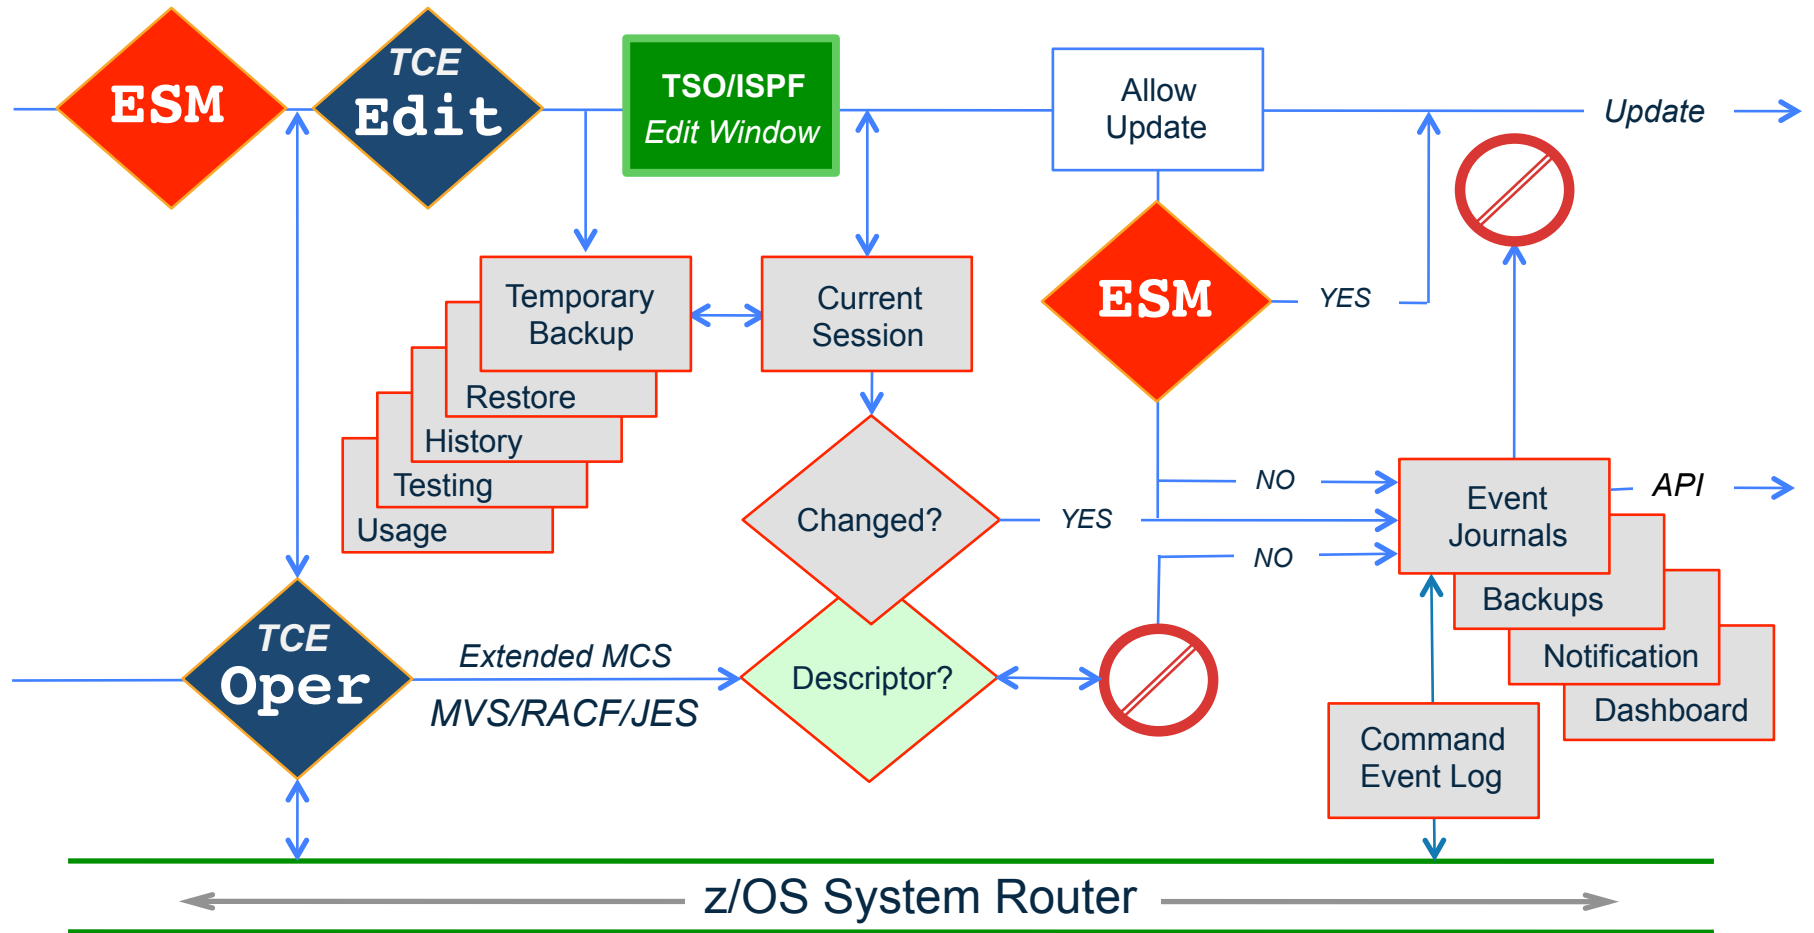 ESM
TCE
Edit
TSO/ISPF
Edit Window
Allow
Update
Update
Temporary
Backup
Restore
History
Testing
Usage
Current
Session
ESM
YES
Changed?
YES
NO
NO
Event
Journals
API
Backups
Notification
Dashboard
TCE
Oper
Extended MCS
MVS/RACF/JES
Descriptor?
Command
Event Log
z/OS System Router